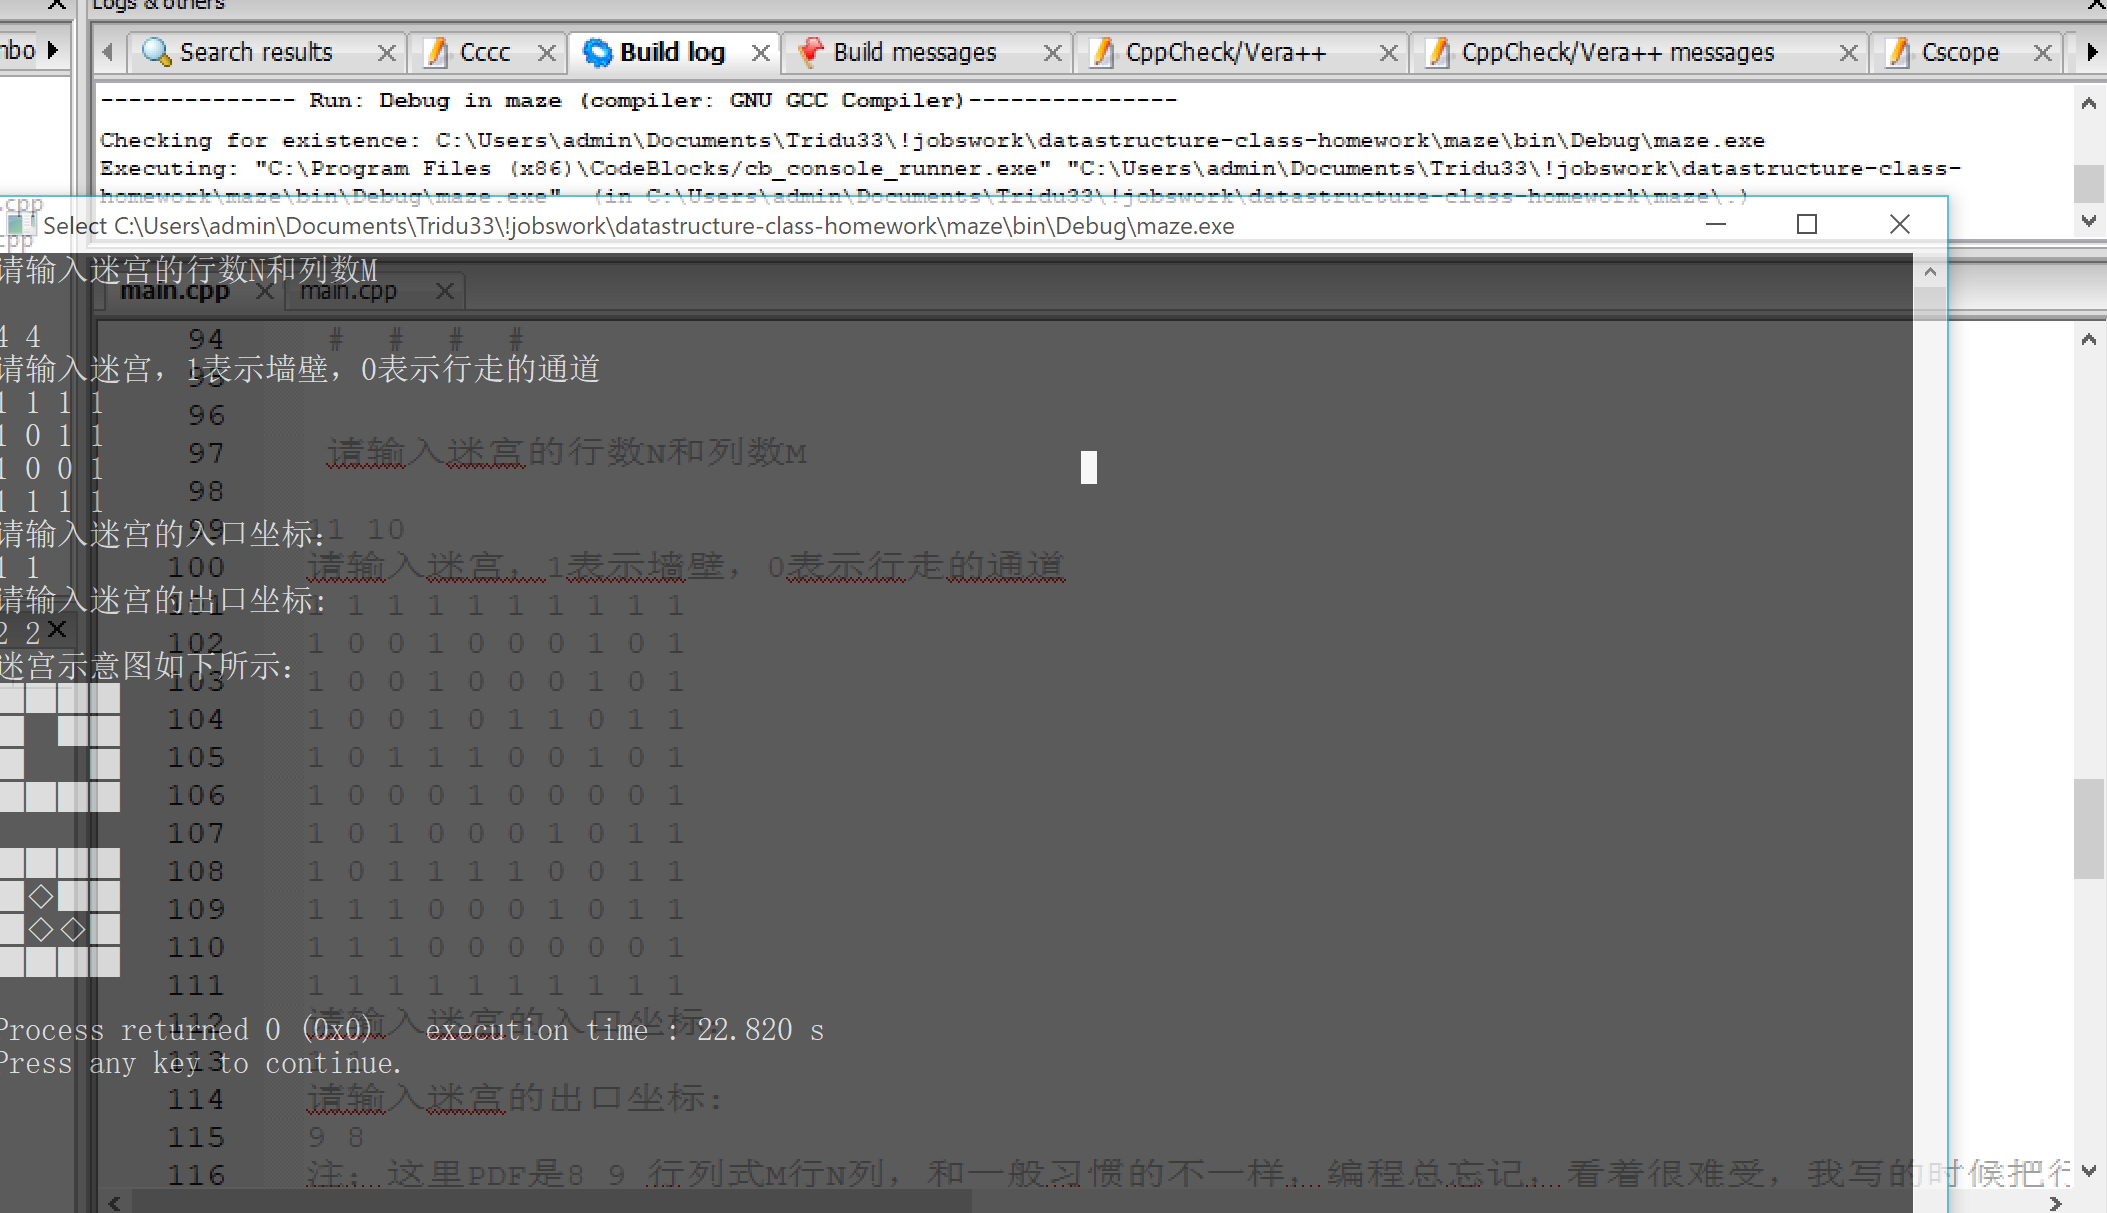 Logs & others
Search results
Cccc
Build log
Build messages
CppCheck/Vera++
CppCheck/Vera++ messages
Cscope
-------------- Run: Debug in maze (compiler: GNU GCC Compiler)---------------
Checking for existence: C:\Users\admin\Documents\Tridu33\!jobswork\datastructure-class-homework\maze\bin\Debug\maze.exe
Executing: "C:\Program Files (x86)\CodeBlocks/cb_console_runner.exe" "C:\Users\admin\Documents\Tridu33\!jobswork\datastructure-class-
homework\maze\bin\Debug\maze.exe"  (in C:\Users\admin\Documents\Tridu33\!jobswork\datastructure-class-homework\maze\.)
.cpp
cpp
Select C:\Users\admin\Documents\Tridu33\!jobswork\datastructure-class-homework\maze\bin\Debug\maze.exe
请输入迷宫的行数N和列数M
4 4
请输入迷宫，1表示墙壁，0表示行走的通道
1 1 1 1
1 0 1 1
1 0 0 1
1 1 1 1
请输入迷宫的入口坐标：
1 1
请输入迷宫的出口坐标：
2 2
迷宫示意图如下所示：
Process returned 0 (0x0)   execution time : 22.820 s
Press any key to continue.
main.cpp
main.cpp
94 # # # #
95
96
97 请输入迷宫的行数N和列数M
98
99 11 10
100 请输入迷宫，1表示墙壁，0表示行走的通道
101 1 1 1 1 1 1 1 1 1 1
102 1 0 0 1 0 0 0 1 0 1
103 1 0 0 1 0 0 0 1 0 1
104 1 0 0 1 0 1 1 0 1 1
105 1 0 1 1 1 0 0 1 0 1
106 1 0 0 0 1 0 0 0 0 1
107 1 0 1 0 0 0 1 0 1 1
108 1 0 1 1 1 1 0 0 1 1
109 1 1 1 0 0 0 1 0 1 1
110 1 1 1 0 0 0 0 0 0 1
111 1 1 1 1 1 1 1 1 1 1
112 请输入迷宫的入口坐标：
113 1 1
114 请输入迷宫的出口坐标：
115 9 8
116 注：这里PDF是8 9 行列式M行N列，和一般习惯的不一样，编程总忘记，看着很难受，我写的时候把行